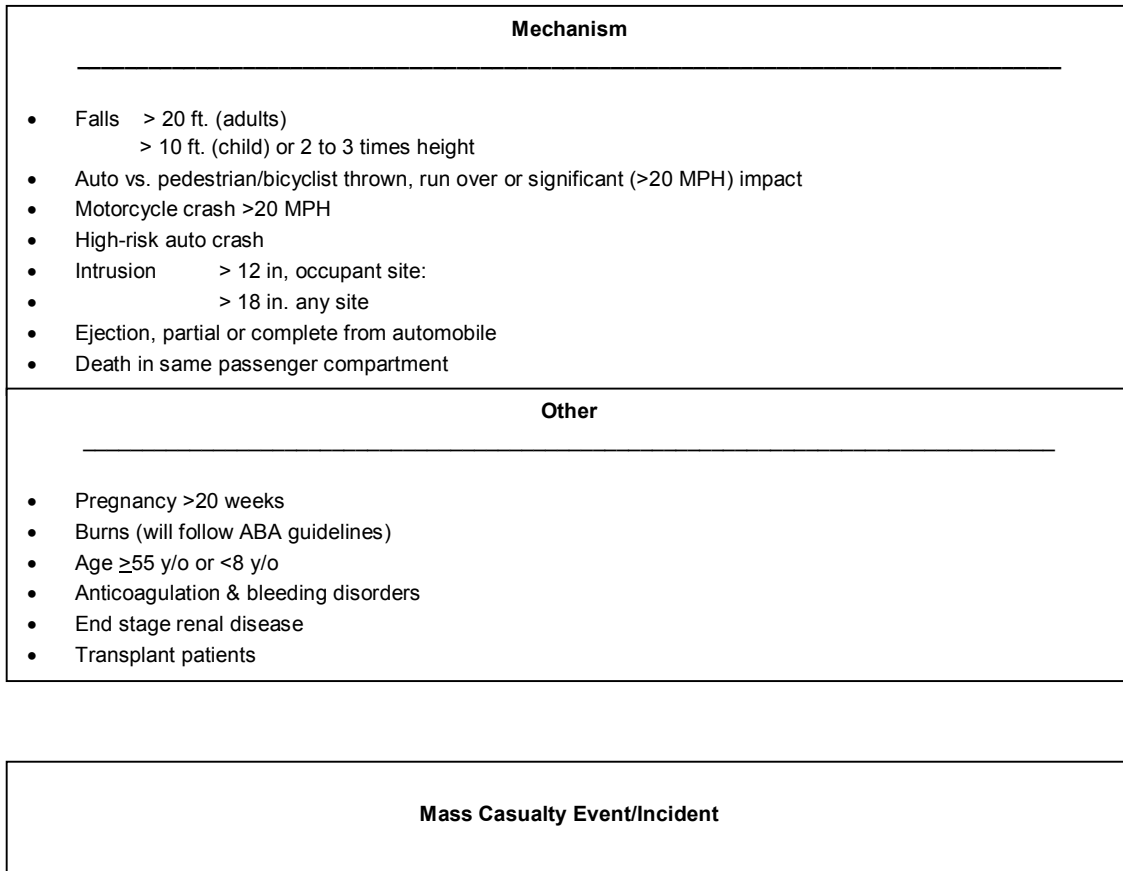 Mechanism
• Falls > 20 ft. (adults)
> 10 ft. (child) or 2 to 3 times height
• Auto vs. pedestrian/bicyclist thrown, run over or significant (>20 MPH) impact
• Motorcycle crash >20 MPH
• High-risk auto crash
• Intrusion > 12 in, occupant site:
• > 18 in. any site
• Ejection, partial or complete from automobile
• Death in same passenger compartment
Other
• Pregnancy >20 weeks
• Burns (will follow ABA guidelines)
• Age ≥55 y/o or <8 y/o
• Anticoagulation & bleeding disorders
• End stage renal disease
• Transplant patients
Mass Casualty Event/Incident